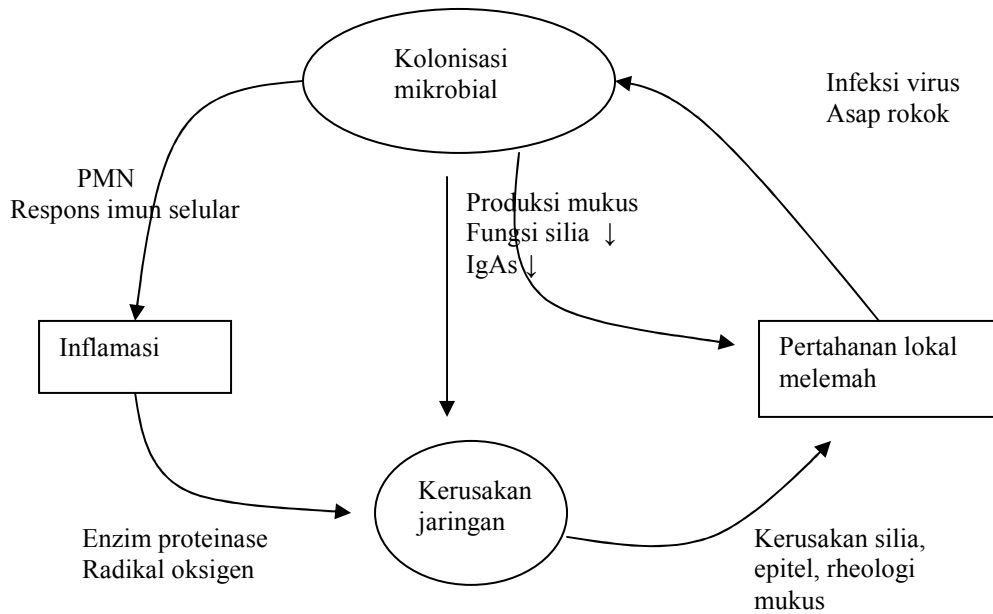 Kolonisasi
mikrobial
Infeksi virus
Asap rokok
PMN
Respons imun selular
Produksi mukus
Fungsi silia ↓
IgAs ↓
Inflamasi
Pertahanan lokal
melemah
Kerusakan
jaringan
Enzim proteinase
Radikal oksigen
Kerusakan silia,
epitel, rheologi
mukus